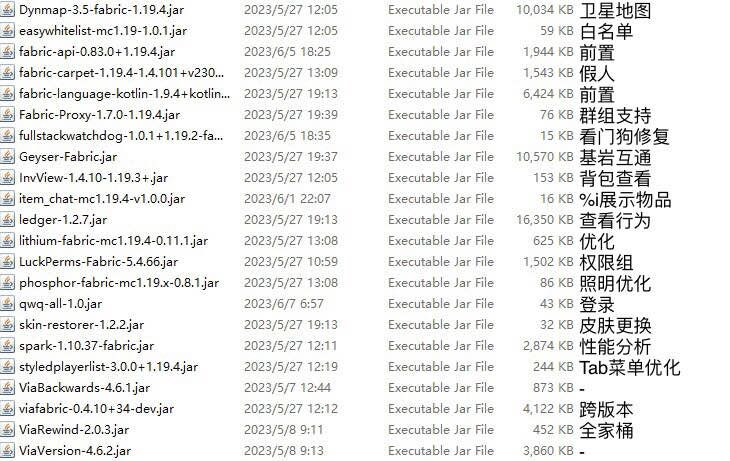 Dynmap-3.5-fabric-1.19.4.jar 2023/5/27 12:05 Executable Jar File 10,034 KB 卫星地图
easywhitelist-mc1.19-1.0.1.jar 2023/5/27 12:05 Executable Jar File 59 KB 白名单
fabric-api-0.83.0+1.19.4.jar 2023/6/5 18:25 Executable Jar File 1,944 KB 前置
fabric-carpet-1.19.4-1.4.101+v230... 2023/5/27 13:09 Executable Jar File 1,543 KB 假人
fabric-language-kotlin-1.9.4+kotlin... 2023/5/27 19:13 Executable Jar File 6,424 KB 前置
Fabric-Proxy-1.7.0-1.19.4.jar 2023/5/27 19:39 Executable Jar File 76 KB 群组支持
fullstackwatchdog-1.0.1+1.19.2-fa... 2023/6/5 18:35 Executable Jar File 15 KB 看门狗修复
Geyser-Fabric.jar 2023/5/27 19:37 Executable Jar File 10,570 KB 基岩互通
InvView-1.4.10-1.19.3+.jar 2023/5/27 12:05 Executable Jar File 153 KB 背包查看
item_chat-mc1.19.4-v1.0.0.jar 2023/6/1 22:07 Executable Jar File 16 KB %i展示物品
ledger-1.2.7.jar 2023/5/27 19:13 Executable Jar File 16,350 KB 查看行为
lithium-fabric-mc1.19.4-0.11.1.jar 2023/5/27 13:08 Executable Jar File 625 KB 优化
LuckPerms-Fabric-5.4.66.jar 2023/5/27 10:59 Executable Jar File 1,502 KB 权限组
phosphor-fabric-mc1.19.x-0.8.1.jar 2023/5/27 13:08 Executable Jar File 86 KB 照明优化
qwq-all-1.0.jar 2023/6/7 6:57 Executable Jar File 43 KB 登录
skin-restorer-1.2.2.jar 2023/5/27 19:13 Executable Jar File 32 KB 皮肤更换
spark-1.10.37-fabric.jar 2023/5/27 12:11 Executable Jar File 2,874 KB 性能分析
styledplayerlist-3.0.0+1.19.4.jar 2023/5/27 12:19 Executable Jar File 244 KB Tab菜单优化
ViaBackwards-4.6.1.jar 2023/5/7 12:44 Executable Jar File 873 KB -
viafabric-0.4.10+34-dev.jar 2023/5/27 12:12 Executable Jar File 4,122 KB 跨版本
ViaRewind-2.0.3.jar 2023/5/8 9:11 Executable Jar File 452 KB 全家桶
ViaVersion-4.6.2.jar 2023/5/8 9:13 Executable Jar File 3,860 KB -